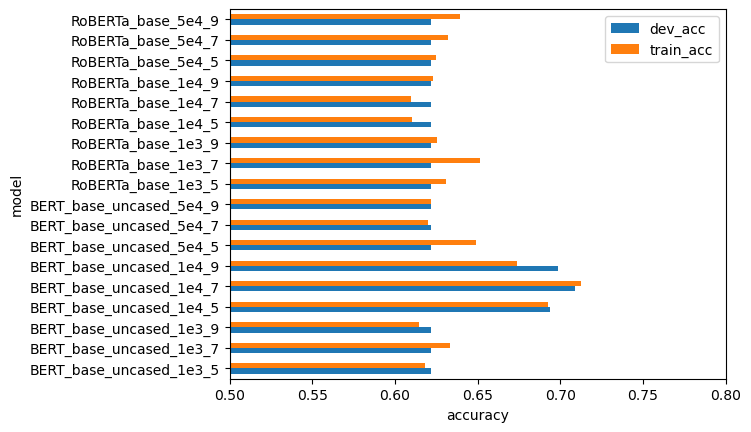 RoBERTa_base_5e4_9
RoBERTa_base_5e4_7
RoBERTa_base_5e4_5
RoBERTa_base_1e4_9
RoBERTa_base_1e4_7
RoBERTa_base_1e4_5
RoBERTa_base_1e3_9
RoBERTa_base_1e3_7
RoBERTa_base_1e3_5
BERT_base_uncased_5e4_9
BERT_base_uncased_5e4_7
BERT_base_uncased_5e4_5
BERT_base_uncased_1e4_9
BERT_base_uncased_1e4_7
BERT_base_uncased_1e4_5
BERT_base_uncased_1e3_9
BERT_base_uncased_1e3_7
BERT_base_uncased_1e3_5
model
dev_acc
train_acc
0.50 0.55 0.60 0.65 0.70 0.75 0.80
accuracy